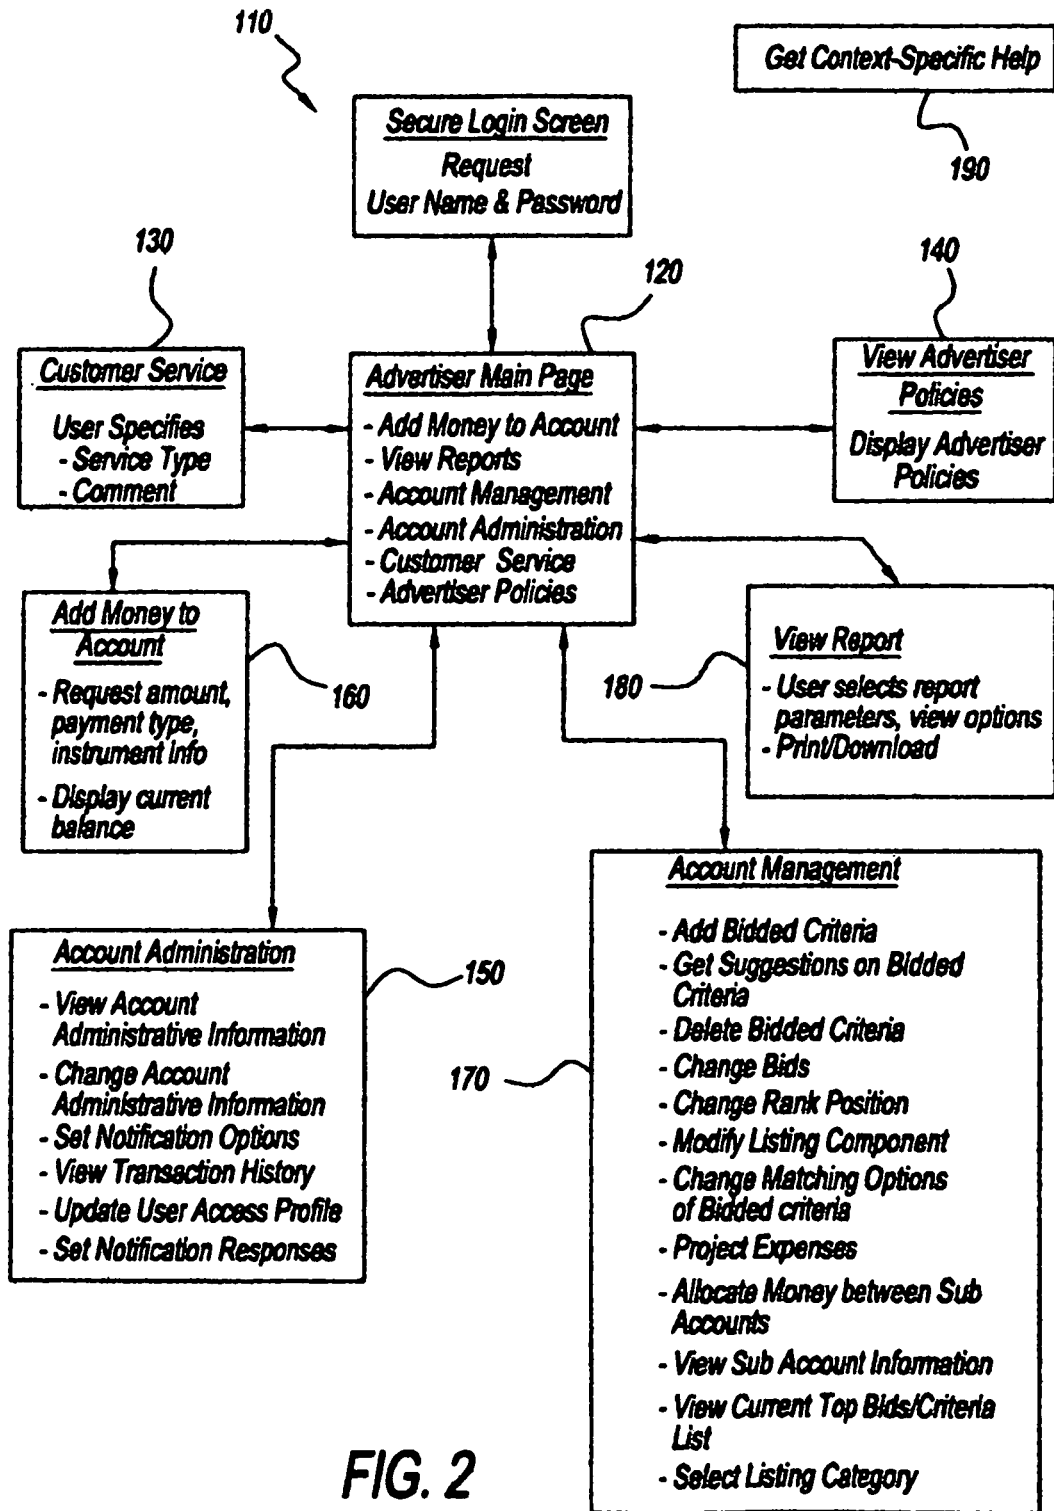 110
Get Context-Specific Help
190
Secure Login Screen
Request
User Name & Password
130
120
140
Customer Service
User Specifies
- Service Type
- Comment
Advertiser Main Page
- Add Money to Account
- View Reports
- Account Management
- Account Administration
- Customer Service
- Advertiser Policies
View Advertiser
Policies
Display Advertiser
Policies
Add Money to
Account
- Request amount,
payment type,
instrument info
- Display current
balance
160
180
View Report
- User selects report
parameters, view options
- Print/Download
Account Administration
- View Account
Administrative Information
- Change Account
Administrative Information
- Set Notification Options
- View Transaction History
- Update User Access Profile
- Set Notification Responses
150
170
Account Management
- Add Bidded Criteria
- Get Suggestions on Bidded
Criteria
- Delete Bidded Criteria
- Change Bids
- Change Rank Position
- Modify Listing Component
- Change Matching Options
of Bidded criteria
- Project Expenses
- Allocate Money between Sub
Accounts
- View Sub Account Information
- View Current Top Bids/Criteria
List
- Select Listing Category
FIG. 2